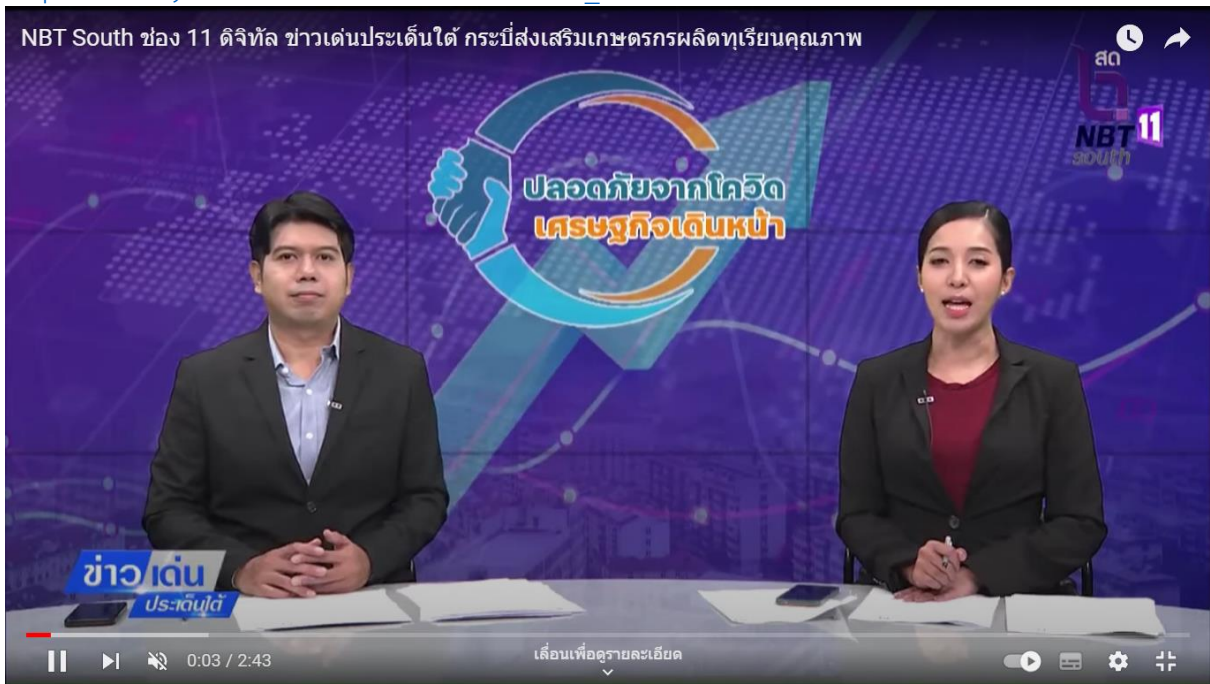 NBT South ช่อง 11 ดิจิทัล ข่าวเด่นประเด็นใต้ กระบี่ส่งเสริมเกษตรกรผลิตทุเรียนคุณภาพ
สด
NBT 11
south
ปลอดภัยจากโควิด
เศรษฐกิจเดินหน้า
ข่าวเด่น
ประเด็นใต้
0:03 / 2:43
เลื่อนเพื่อดูรายละเอียด